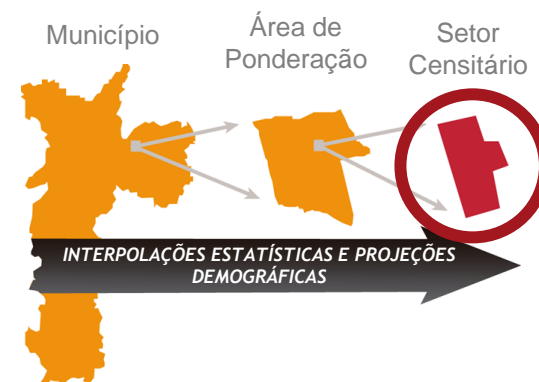 Município
Área de
Ponderação
Setor
Censitário
INTERPOLAÇÕES ESTATÍSTICAS E PROJEÇÕES
DEMOGRÁFICAS